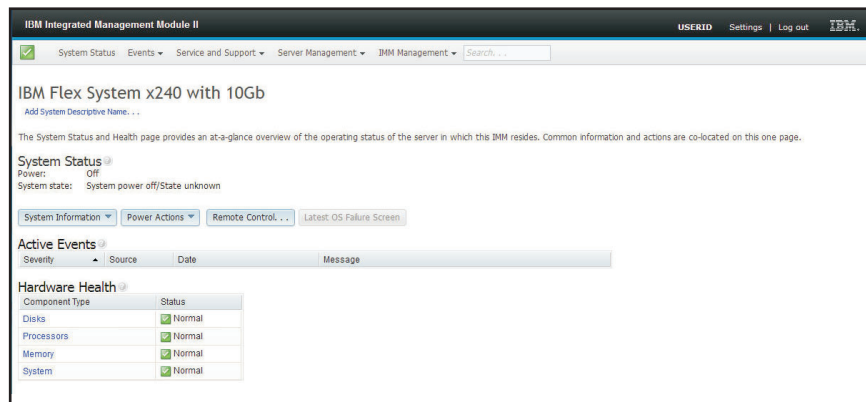 IBM Integrated Management Module II
USERID Settings | Log out IBM.
System Status Events Service and Support Server Management IMM Management Search. . .
IBM Flex System x240 with 10Gb
Add System Descriptive Name. . .
The System Status and Health page provides an at-a-glance overview of the operating status of the server in which this IMM resides. Common information and actions are co-located on this one page.
System Status
Power: Off
System state: System power off/State unknown
System Information Power Actions Remote Control. . . Latest OS Failure Screen
Active Events
Severity Source Date Message
Hardware Health
Component Type Status
Disks Normal
Processors Normal
Memory Normal
System Normal